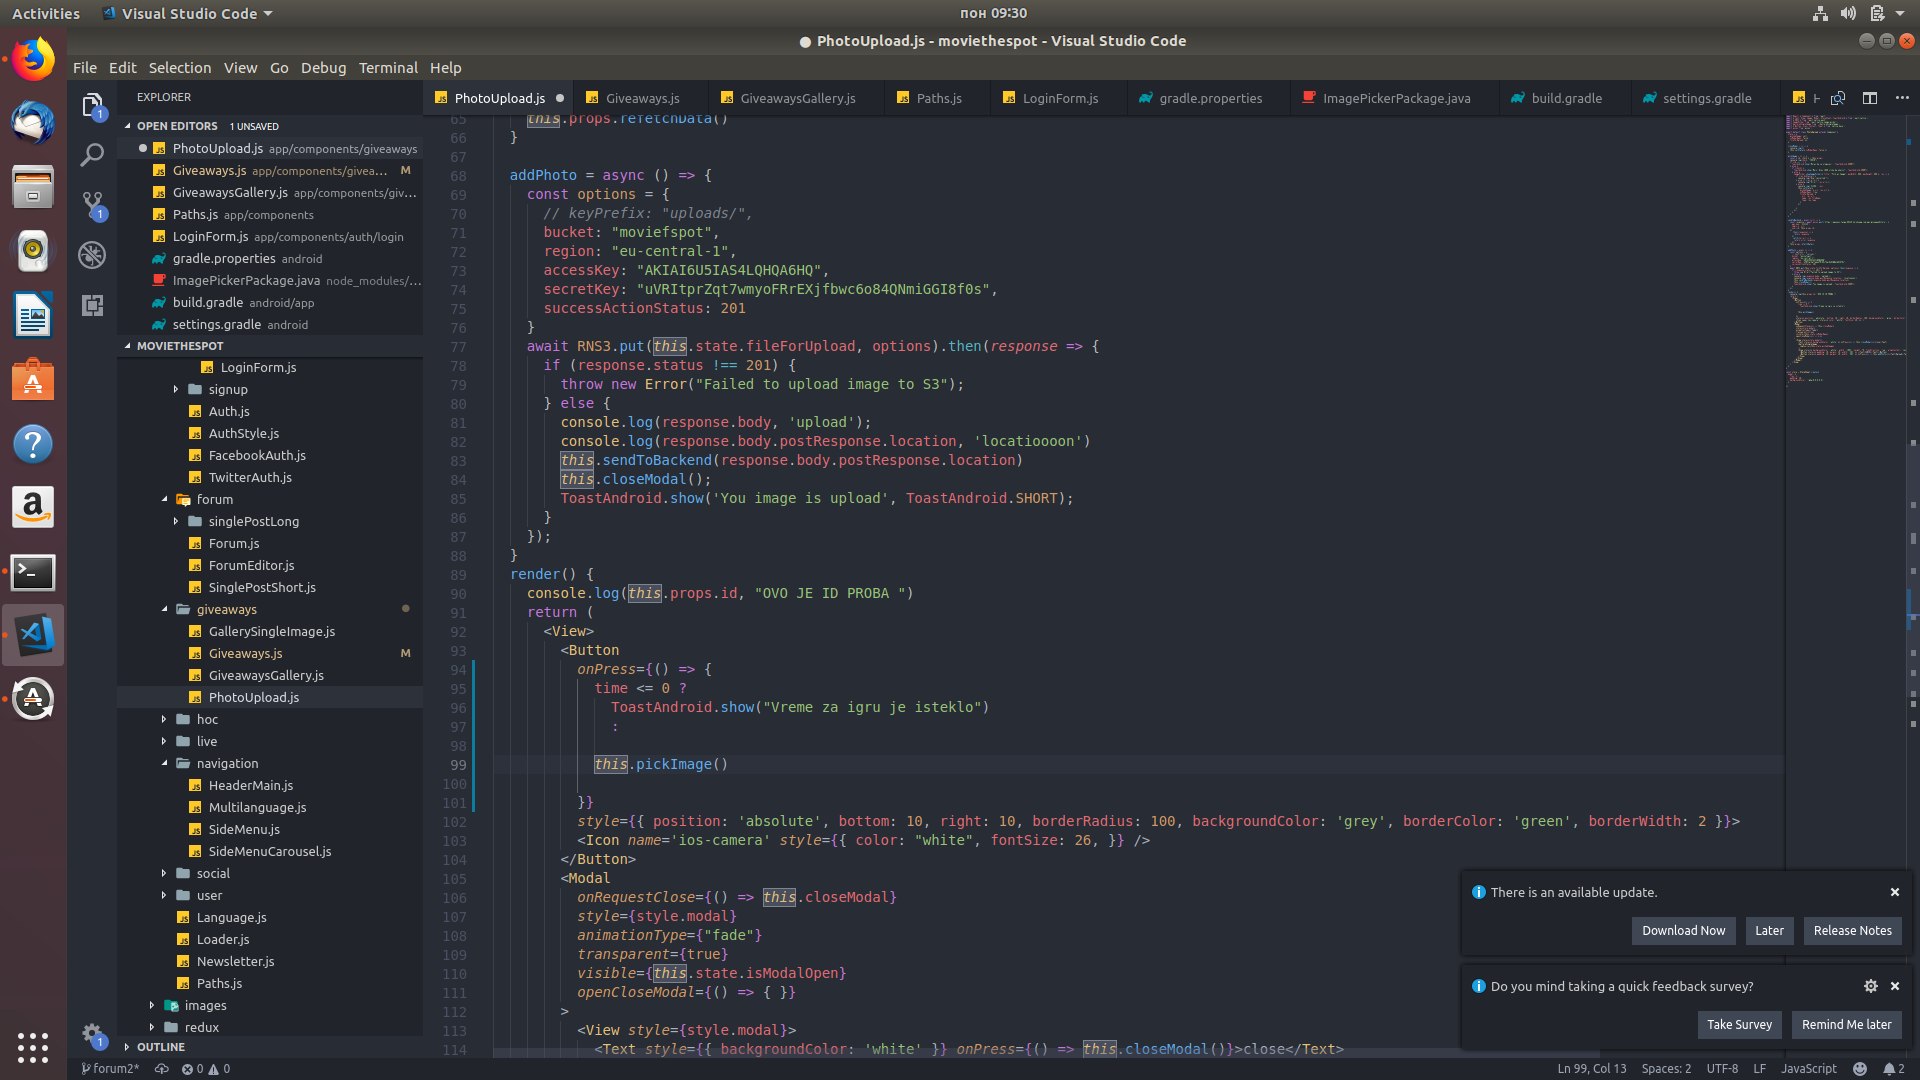 Activities
Visual Studio Code
пон 09:30
● PhotoUpload.js - moviethespot - Visual Studio Code
File Edit Selection View Go Debug Terminal Help
EXPLORER
OPEN EDITORS 1 UNSAVED
PhotoUpload.js app/components/giveaways
Giveaways.js app/components/givea... M
GiveawaysGallery.js app/components/giv...
Paths.js app/components
LoginForm.js app/components/auth/login
gradle.properties android
ImagePickerPackage.java node_modules/...
build.gradle android/app
settings.gradle android
MOVIETHESPOT
LoginForm.js
signup
Auth.js
AuthStyle.js
FacebookAuth.js
TwitterAuth.js
forum
singlePostLong
Forum.js
ForumEditor.js
SinglePostShort.js
giveaways
GallerySingleImage.js
Giveaways.js M
GiveawaysGallery.js
PhotoUpload.js
hoc
live
navigation
HeaderMain.js
Multilanguage.js
SideMenu.js
SideMenuCarousel.js
social
user
Language.js
Loader.js
Newsletter.js
Paths.js
images
redux
OUTLINE
PhotoUpload.js
Giveaways.js
GiveawaysGallery.js
Paths.js
LoginForm.js
gradle.properties
ImagePickerPackage.java
build.gradle
settings.gradle
65 this.props.refetchData()
66 }
67
68 addPhoto = async () => {
69 const options = {
70 // keyPrefix: "uploads/",
71 bucket: "moviefspot",
72 region: "eu-central-1",
73 accessKey: "AKIAI6U5IAS4LQHQA6HQ",
74 secretKey: "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",
75 successActionStatus: 201
76 }
77 await RNS3.put(this.state.fileForUpload, options).then(response => {
78 if (response.status !== 201) {
79 throw new Error("Failed to upload image to S3");
80 } else {
81 console.log(response.body, 'upload');
82 console.log(response.body.postResponse.location, 'locatioooon')
83 this.sendToBackend(response.body.postResponse.location)
84 this.closeModal();
85 ToastAndroid.show('You image is upload', ToastAndroid.SHORT);
86 }
87 });
88 }
89 render() {
90 console.log(this.props.id, "OVO JE ID PROBA ")
91 return (
92 <View>
93 <Button
94 onPress={() => {
95 time <= 0 ?
96 ToastAndroid.show("Vreme za igru je isteklo")
97 :
98
99 this.pickImage()
100
101 }}
102 style={{ position: 'absolute', bottom: 10, right: 10, borderRadius: 100, backgroundColor: 'grey', borderColor: 'green', borderWidth: 2 }}>
103 <Icon name='ios-camera' style={{ color: "white", fontSize: 26, }} />
104 </Button>
105 <Modal
106 onRequestClose={() => this.closeModal}
107 style={style.modal}
108 animationType={"fade"}
109 transparent={true}
110 visible={this.state.isModalOpen}
111 openCloseModal={() => { }}
112 >
113 <View style={style.modal}>
114 <Text style={{ backgroundColor: 'white' }} onPress={() => this.closeModal()}>close</Text>
There is an available update.
Download Now Later Release Notes
Do you mind taking a quick feedback survey?
Take Survey Remind Me later
forum2* 0 0
Ln 99, Col 13 Spaces: 2 UTF-8 LF JavaScript 2